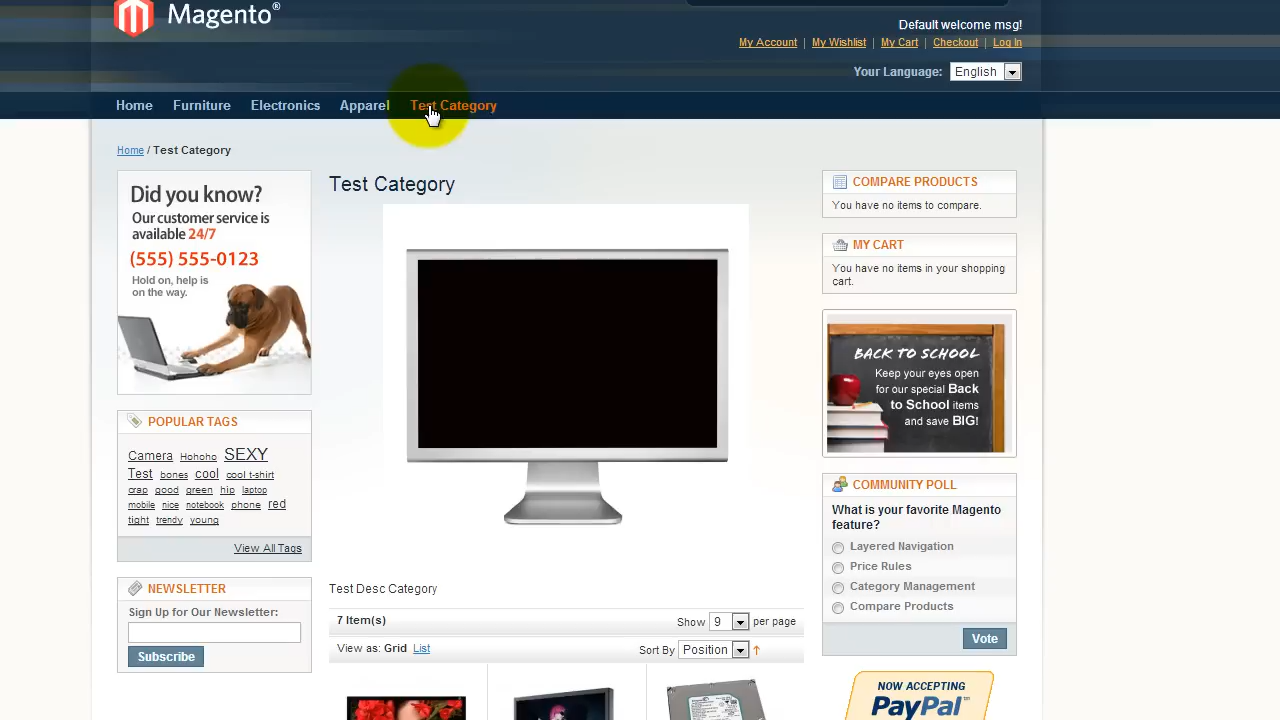 Magento®
Default welcome msg!
My Account | My Wishlist | My Cart | Checkout | Log In
Your Language: English
Home Furniture Electronics Apparel Test Category
Home / Test Category
Did you know?
Our customer service is
available 24/7
(555) 555-0123
Hold on, help is
on the way.
POPULAR TAGS
Camera Hohoho SEXY
Test bones cool cool t-shirt
crap good green hip laptop
mobile nice notebook phone red
tight trendy young
View All Tags
NEWSLETTER
Sign Up for Our Newsletter:
Subscribe
Test Category
Test Desc Category
7 Item(s)
Show 9 per page
View as: Grid List
Sort By Position
COMPARE PRODUCTS
You have no items to compare.
MY CART
You have no items in your shopping
cart.
BACK TO SCHOOL
Keep your eyes open
for our special Back
to School items
and save BIG!
COMMUNITY POLL
What is your favorite Magento
feature?
Layered Navigation
Price Rules
Category Management
Compare Products
Vote
NOW ACCEPTING
PayPal